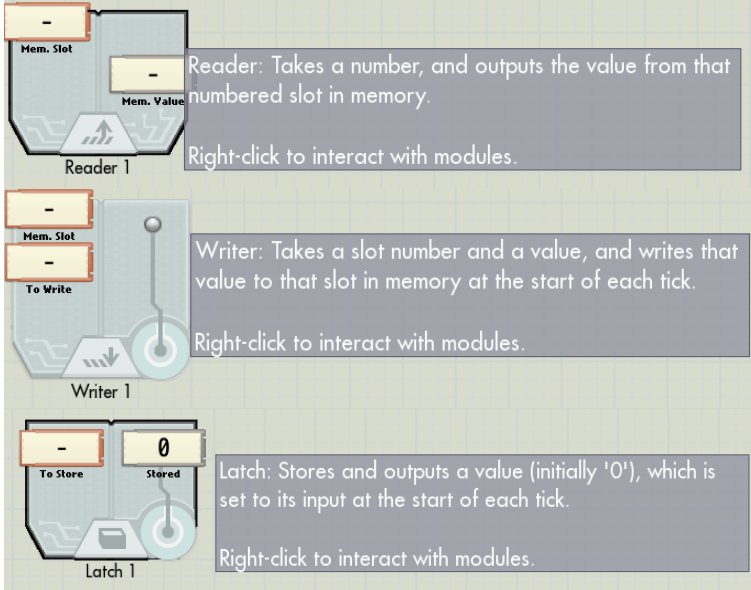 -
Mem. Slot
-
Mem. Value
Reader 1
Reader: Takes a number, and outputs the value from that
numbered slot in memory.
Right-click to interact with modules.
-
Mem. Slot
-
To Write
Writer 1
Writer: Takes a slot number and a value, and writes that
value to that slot in memory at the start of each tick.
Right-click to interact with modules.
-
To Store
0
Stored
Latch 1
Latch: Stores and outputs a value (initially '0'), which is
set to its input at the start of each tick.
Right-click to interact with modules.